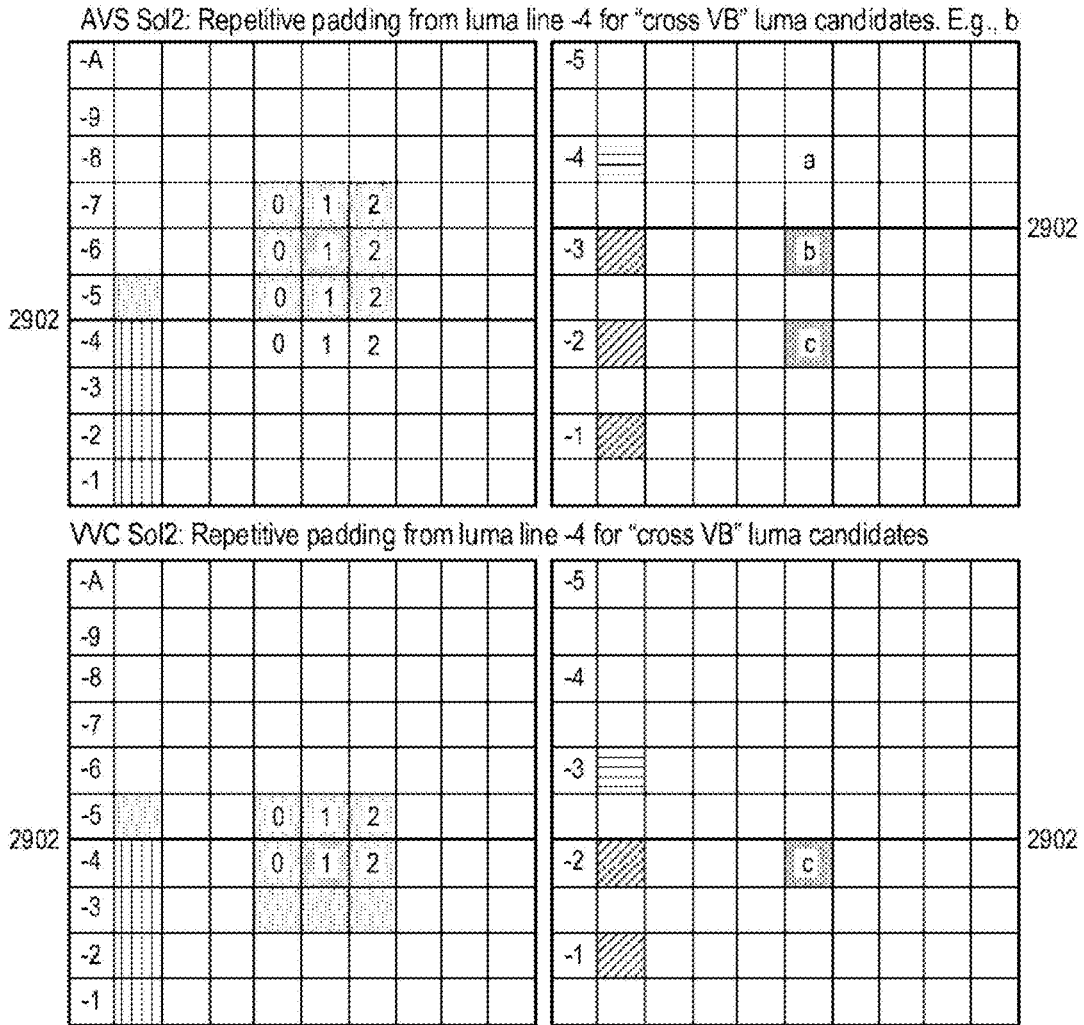 AVS Sol2: Repetitive padding from luma line -4 for "cross VB" luma candidates. E.g., b
-A
-9
-8
-7 0 1 2
-6 0 1 2
-5 0 1 2
2902
-4 0 1 2
-3
-2
-1
-5
-4 a
2902
-3 b
-2 c
-1
VVC Sol2: Repetitive padding from luma line -4 for "cross VB" luma candidates
-A
-9
-8
-7
-6
-5 0 1 2
2902
-4 0 1 2
-3
-2
-1
-5
-4
-3
2902
-2 c
-1